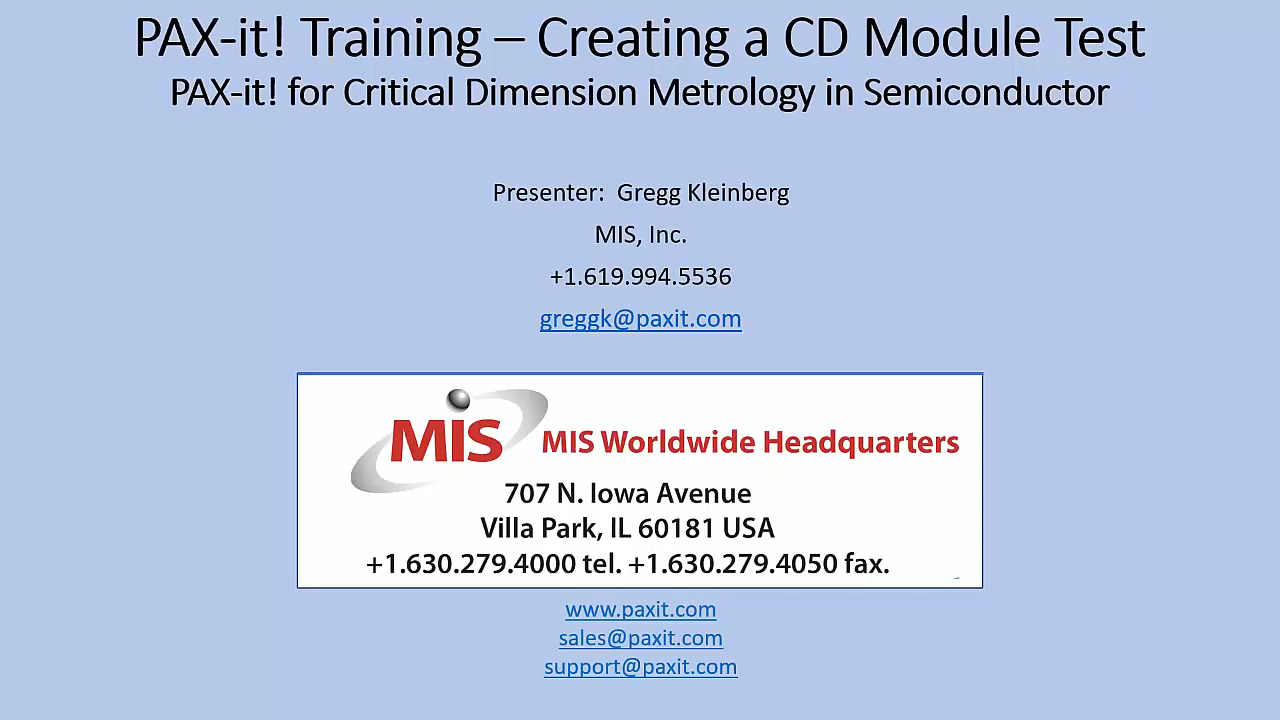 PAX-it! Training – Creating a CD Module Test
PAX-it! for Critical Dimension Metrology in Semiconductor
Presenter: Gregg Kleinberg
MIS, Inc.
+1.619.994.5536
greggk@paxit.com
MIS
MIS Worldwide Headquarters
707 N. Iowa Avenue
Villa Park, IL 60181 USA
+1.630.279.4000 tel. +1.630.279.4050 fax.
www.paxit.com
sales@paxit.com
support@paxit.com